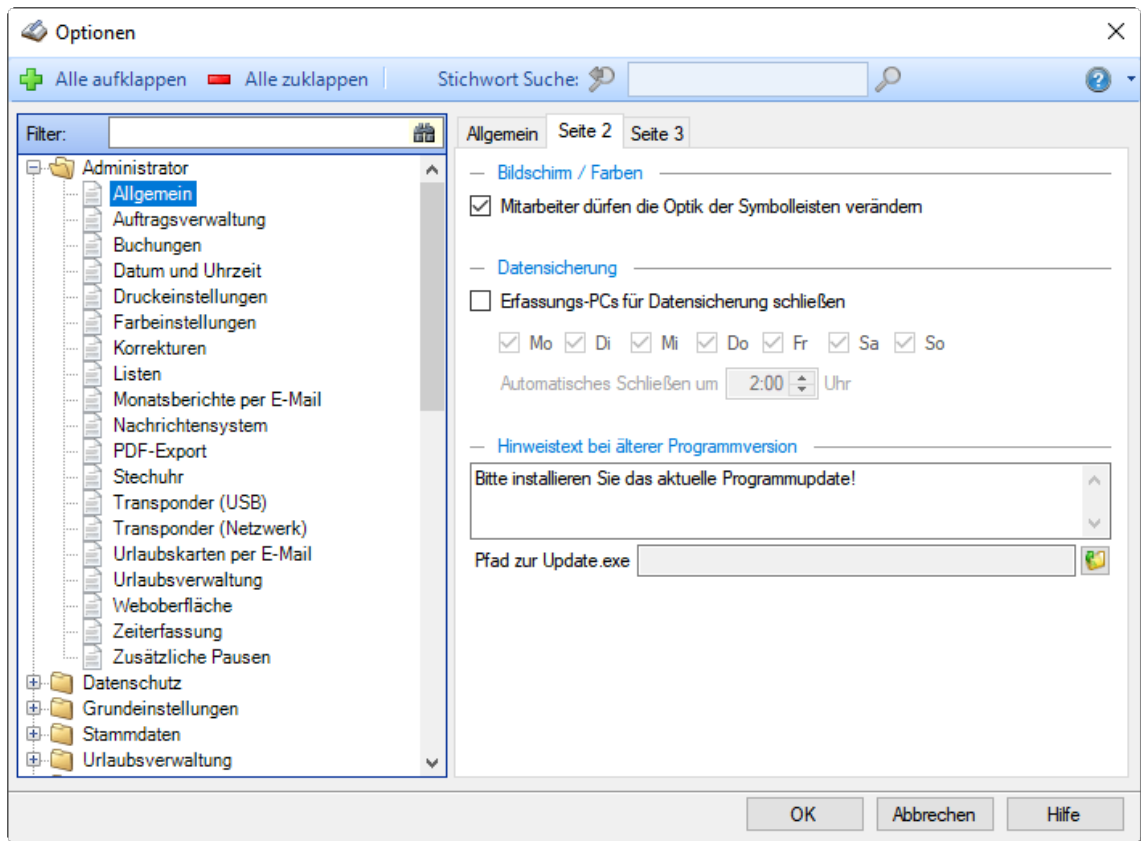 Optionen
Alle aufklappen Alle zuklappen Stichwort Suche:
Filter:
Administrator
Allgemein
Auftragsverwaltung
Buchungen
Datum und Uhrzeit
Druckeinstellungen
Farbeinstellungen
Korrekturen
Listen
Monatsberichte per E-Mail
Nachrichtensystem
PDF-Export
Stechuhr
Transponder (USB)
Transponder (Netzwerk)
Urlaubskarten per E-Mail
Urlaubsverwaltung
Weboberfläche
Zeiterfassung
Zusätzliche Pausen
Datenschutz
Grundeinstellungen
Stammdaten
Urlaubsverwaltung
Allgemein Seite 2 Seite 3
Bildschirm / Farben
Mitarbeiter dürfen die Optik der Symbolleisten verändern
Datensicherung
Erfassungs-PCs für Datensicherung schließen
Mo Di Mi Do Fr Sa So
Automatisches Schließen um 2:00 Uhr
Hinweistext bei älterer Programmversion
Bitte installieren Sie das aktuelle Programmupdate!
Pfad zur Update.exe
OK Abbrechen Hilfe